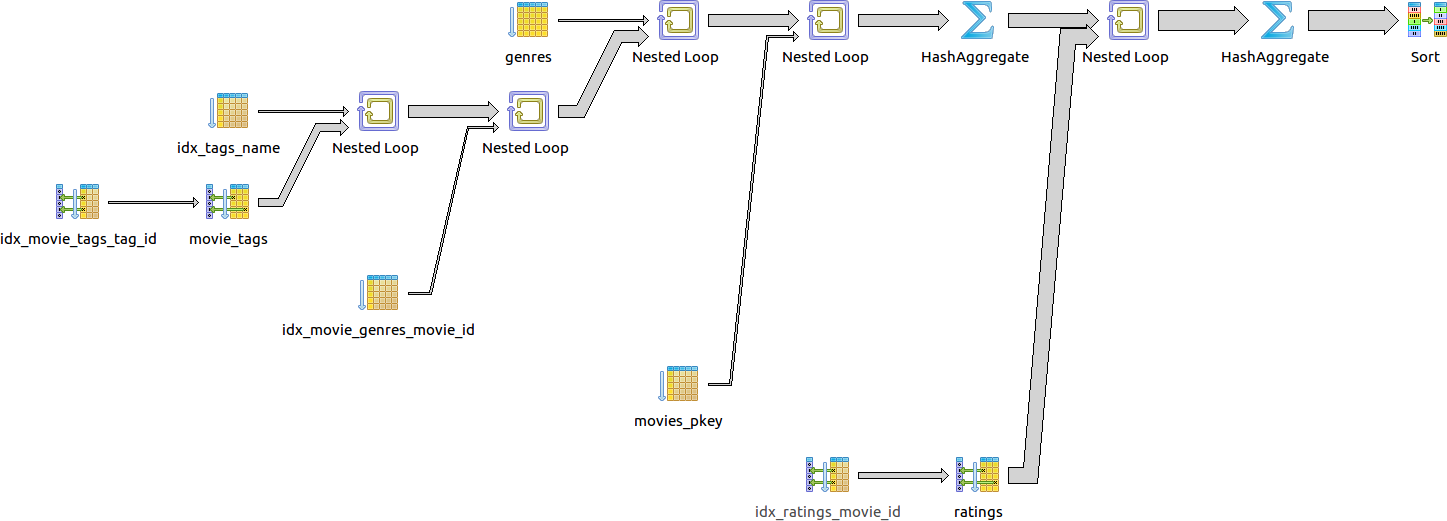 genres
Nested Loop
Nested Loop
HashAggregate
Nested Loop
HashAggregate
Sort
idx_tags_name
Nested Loop
Nested Loop
idx_movie_tags_tag_id
movie_tags
idx_movie_genres_movie_id
movies_pkey
idx_ratings_movie_id
ratings